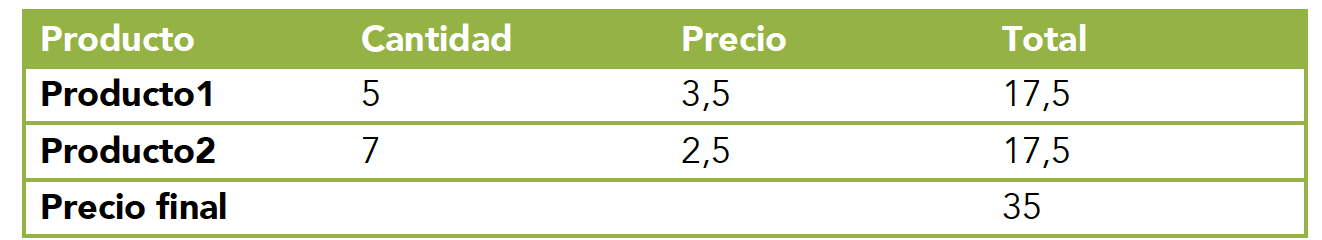 Producto Cantidad Precio Total
Producto1 5 3,5 17,5
Producto2 7 2,5 17,5
Precio final 35